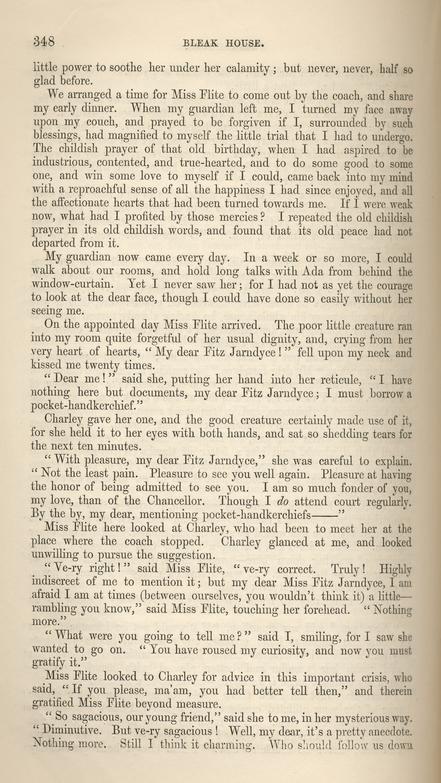 348
BLEAK HOUSE.
little power to soothe her under her calamity; but never, never, half so
glad before.
We arranged a time for Miss Flite to come out by the coach, and share
my early dinner. When my guardian left me, I turned my face away
upon my couch, and prayed to be forgiven if I, surrounded by such
blessings, had magnified to myself the little trial that I had to undergo.
The childish prayer of that old birthday, when I had aspired to be
industrious, contented, and true-hearted, and to do some good to some
one, and win some love to myself if I could, came back into my mind
with a reproachful sense of all the happiness I had since enjoyed, and all
the affectionate hearts that had been turned towards me. If I were weak
now, what had I profited by those mercies? I repeated the old childish
prayer in its old childish words, and found that its old peace had not
departed from it.
My guardian now came every day. In a week or so more, I could
walk about our rooms, and hold long talks with Ada from behind the
window-curtain. Yet I never saw her; for I had not as yet the courage
to look at the dear face, though I could have done so easily without her
seeing me.
On the appointed day Miss Flite arrived. The poor little creature ran
into my room quite forgetful of her usual dignity, and, crying from her
very heart of hearts, "My dear Fitz Jarndyce!" fell upon my neck and
kissed me twenty times.
"Dear me!" said she, putting her hand into her reticule, "I have
nothing here but documents, my dear Fitz Jarndyce; I must borrow a
pocket-handkerchief."
Charley gave her one, and the good creature certainly made use of it,
for she held it to her eyes with both hands, and sat so shedding tears for
the next ten minutes.
"With pleasure, my dear Fitz Jarndyce," she was careful to explain.
"Not the least pain. Pleasure to see you well again. Pleasure at having
the honor of being admitted to see you. I am so much fonder of you,
my love, than of the Chancellor. Though I do attend court regularly.
By the by, my dear, mentioning pocket-handkerchiefs——"
Miss Flite here looked at Charley, who had been to meet her at the
place where the coach stopped. Charley glanced at me, and looked
unwilling to pursue the suggestion.
"Ve-ry right!" said Miss Flite, "ve-ry correct. Truly! Highly
indiscreet of me to mention it; but my dear Miss Fitz Jarndyce, I am
afraid I am at times (between ourselves, you wouldn't think it) a little—
rambling you know," said Miss Flite, touching her forehead. "Nothing
more."
"What were you going to tell me?" said I, smiling, for I saw she
wanted to go on. "You have roused my curiosity, and now you must
gratify it."
Miss Flite looked to Charley for advice in this important crisis, who
said, "If you please, ma'am, you had better tell then," and therein
gratified Miss Flite beyond measure.
"So sagacious, our young friend," said she to me, in her mysterious way.
"Diminutive. But ve-ry sagacious! Well, my dear, it's a pretty anecdote.
Nothing more. Still I think it charming. Who should follow us down